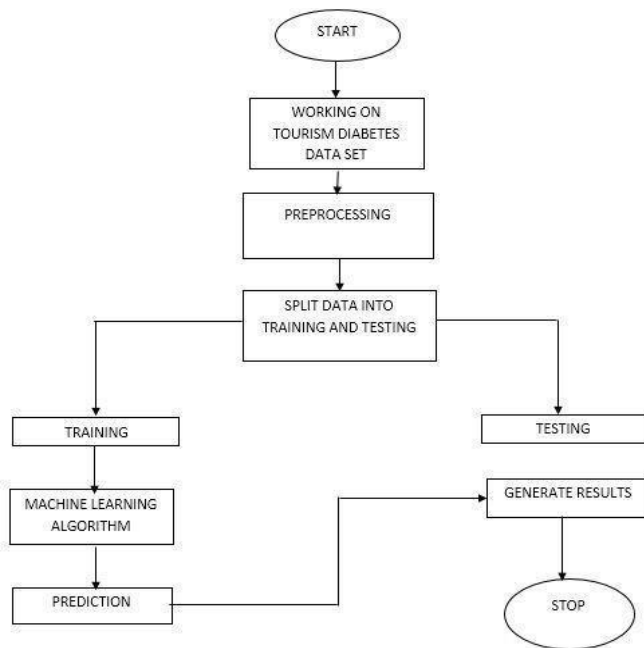 START
WORKING ON
TOURISM DIABETES
DATA SET
PREPROCESSING
SPLIT DATA INTO
TRAINING AND TESTING
TRAINING
TESTING
MACHINE LEARNING
ALGORITHM
GENERATE RESULTS
PREDICTION
STOP